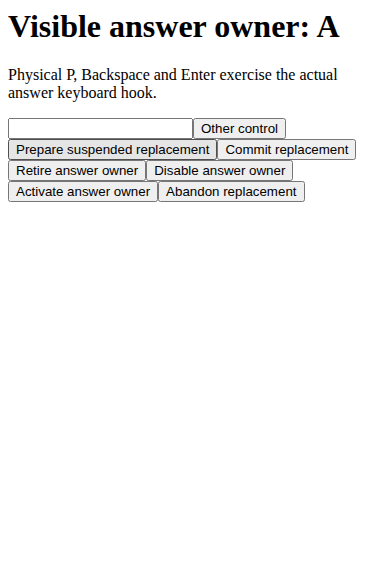 Visible answer owner: A
Physical P, Backspace and Enter exercise the actual
answer keyboard hook.
Other control
Prepare suspended replacement Commit replacement
Retire answer owner Disable answer owner
Activate answer owner Abandon replacement